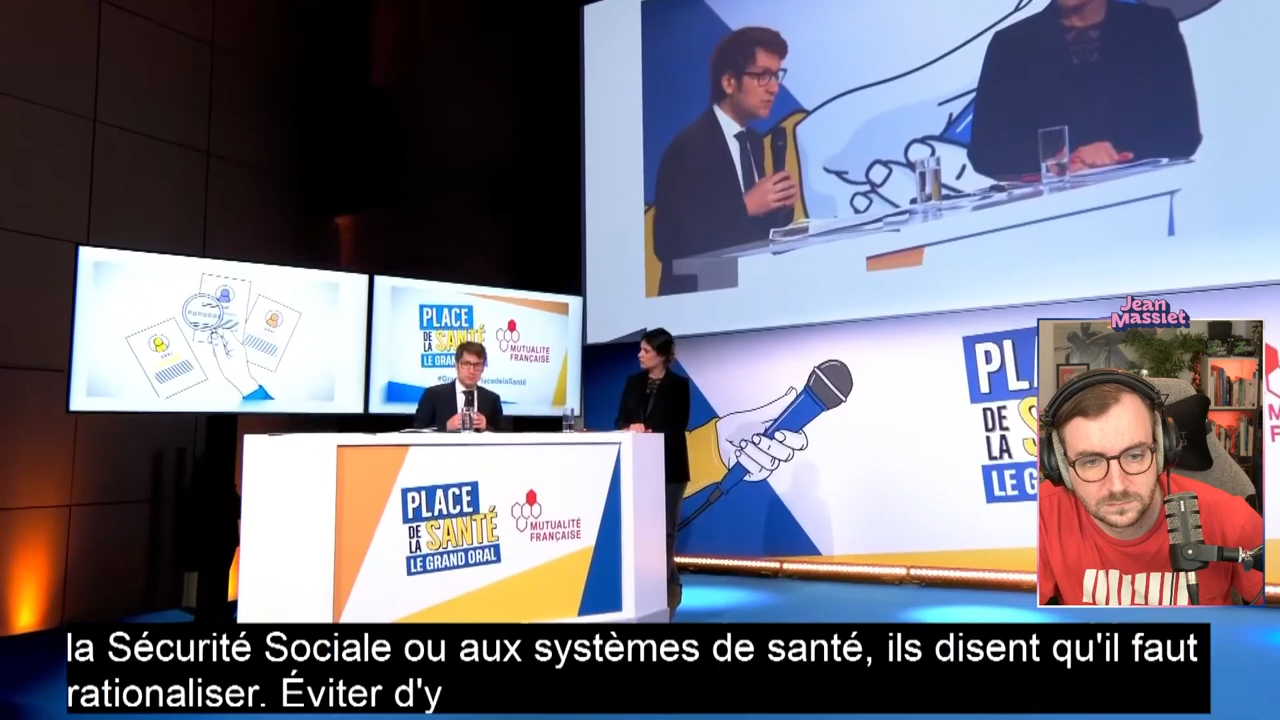 PLACE
DE LA SANTÉ
LE GRAND
MUTUALITÉ
FRANÇAISE
PLACE
DE LA SANTÉ
LE GRAND ORAL
MUTUALITÉ
FRANÇAISE
PL
DE
LA
LE G
Jean
Massiet
la Sécurité Sociale ou aux systèmes de santé, ils disent qu'il faut
rationaliser. Éviter d'y